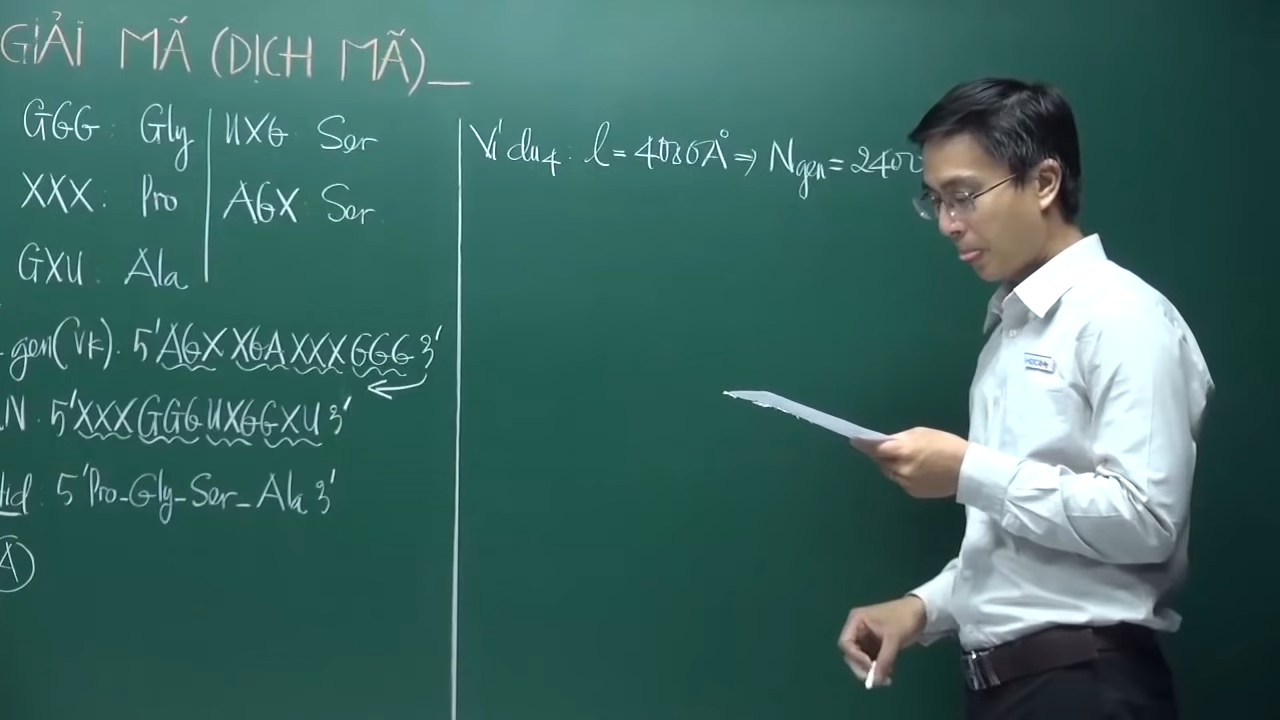 GIẢI MÃ (DỊCH MÃ)_
GGG: Gly
XXX: Pro
GXU: Ala
UXG Ser
AGX Ser
gen(VK). 5'AGX XGA XXX GGG 3'
N. 5'XXX GGG UXG GXU 3'
5'Pro-Gly-Ser-Ala 3'
A
Ví dụ 4: l = 4080Å ⇒ Ngen = 2400